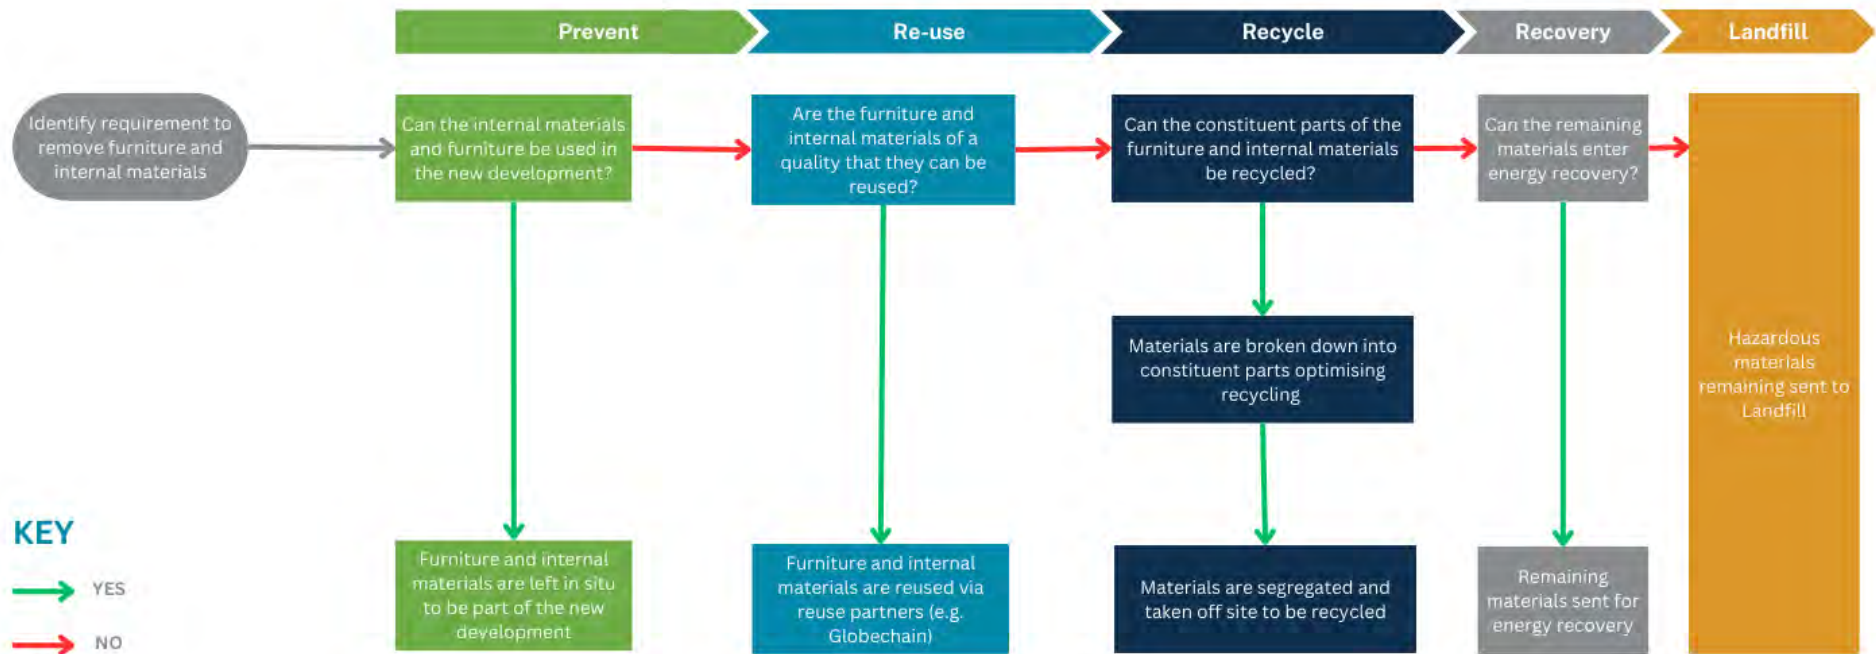 Prevent
Re-use
Recycle
Recovery
Landfill
Identify requirement to
remove furniture and
internal materials
Can the internal materials
and furniture be used in
the new development?
Are the furniture and
internal materials of a
quality that they can be
reused?
Can the constituent parts of the
furniture and internal materials
be recycled?
Can the remaining
materials enter
energy recovery?
Materials are broken down into
constituent parts optimising
recycling
Hazardous
materials
remaining sent to
Landfill
Furniture and internal
materials are left in situ
to be part of the new
development
Furniture and internal
materials are reused via
reuse partners (e.g.
Globechain)
Materials are segregated and
taken off site to be recycled
Remaining
materials sent for
energy recovery
KEY
YES
NO